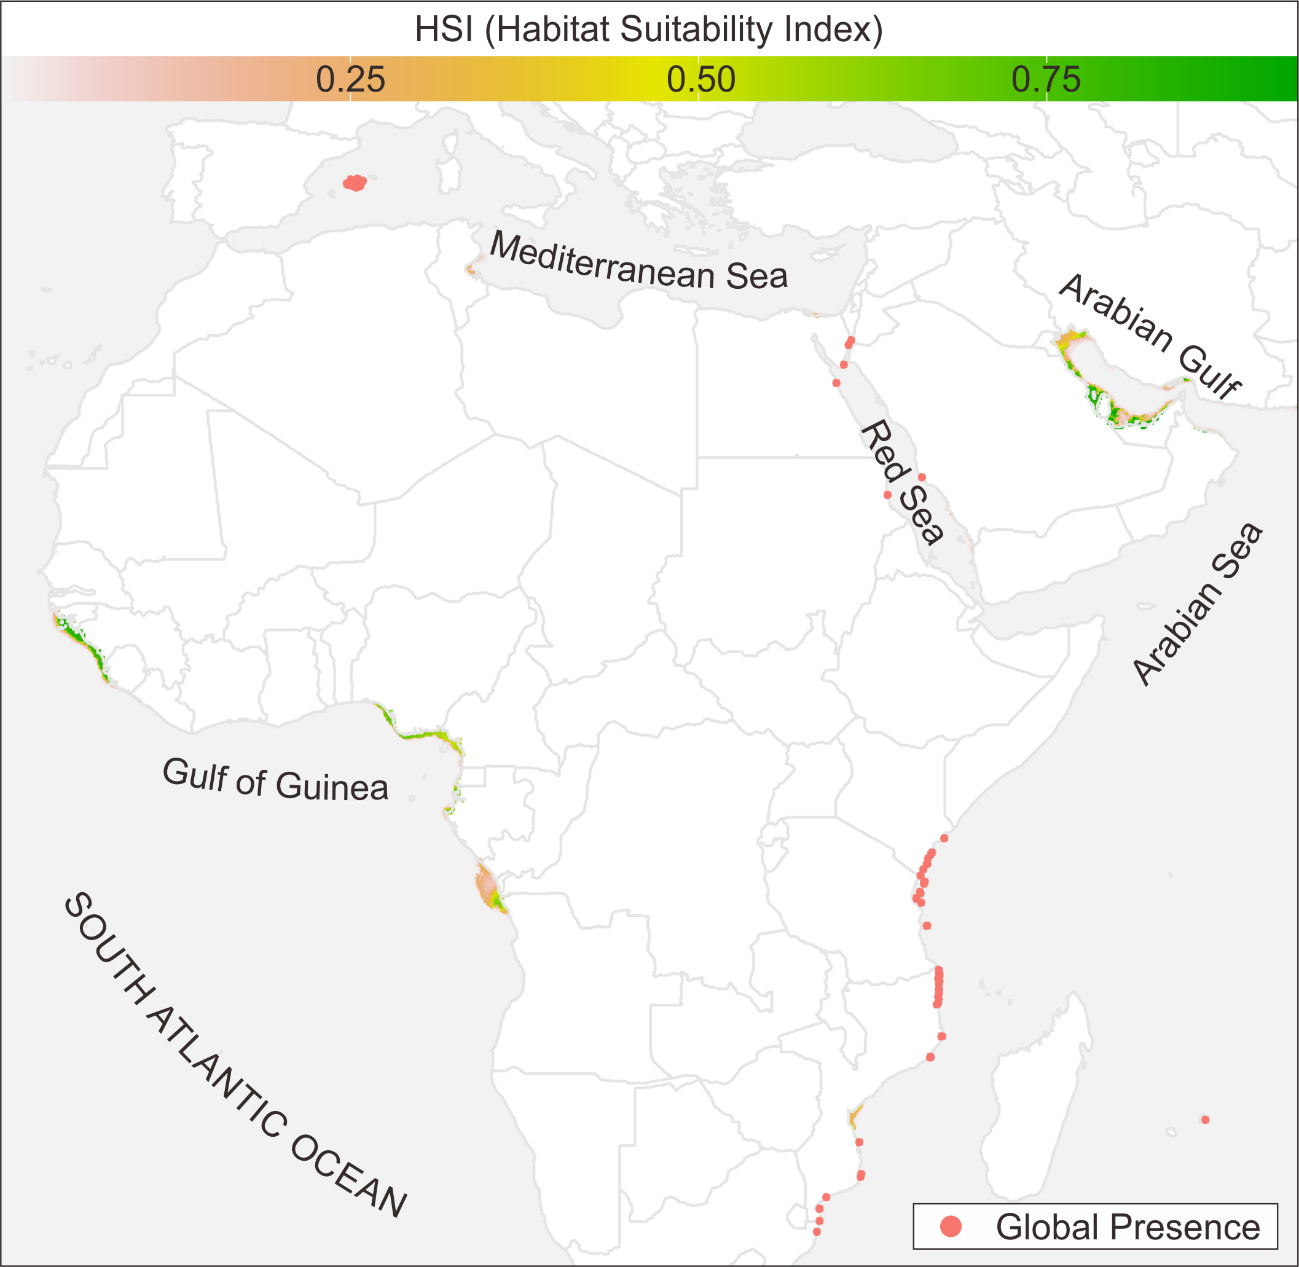 HSI (Habitat Suitability Index)
0.25 0.50 0.75
Mediterranean Sea
Arabian Gulf
Red Sea
Arabian Sea
Gulf of Guinea
SOUTH ATLANTIC OCEAN
Global Presence